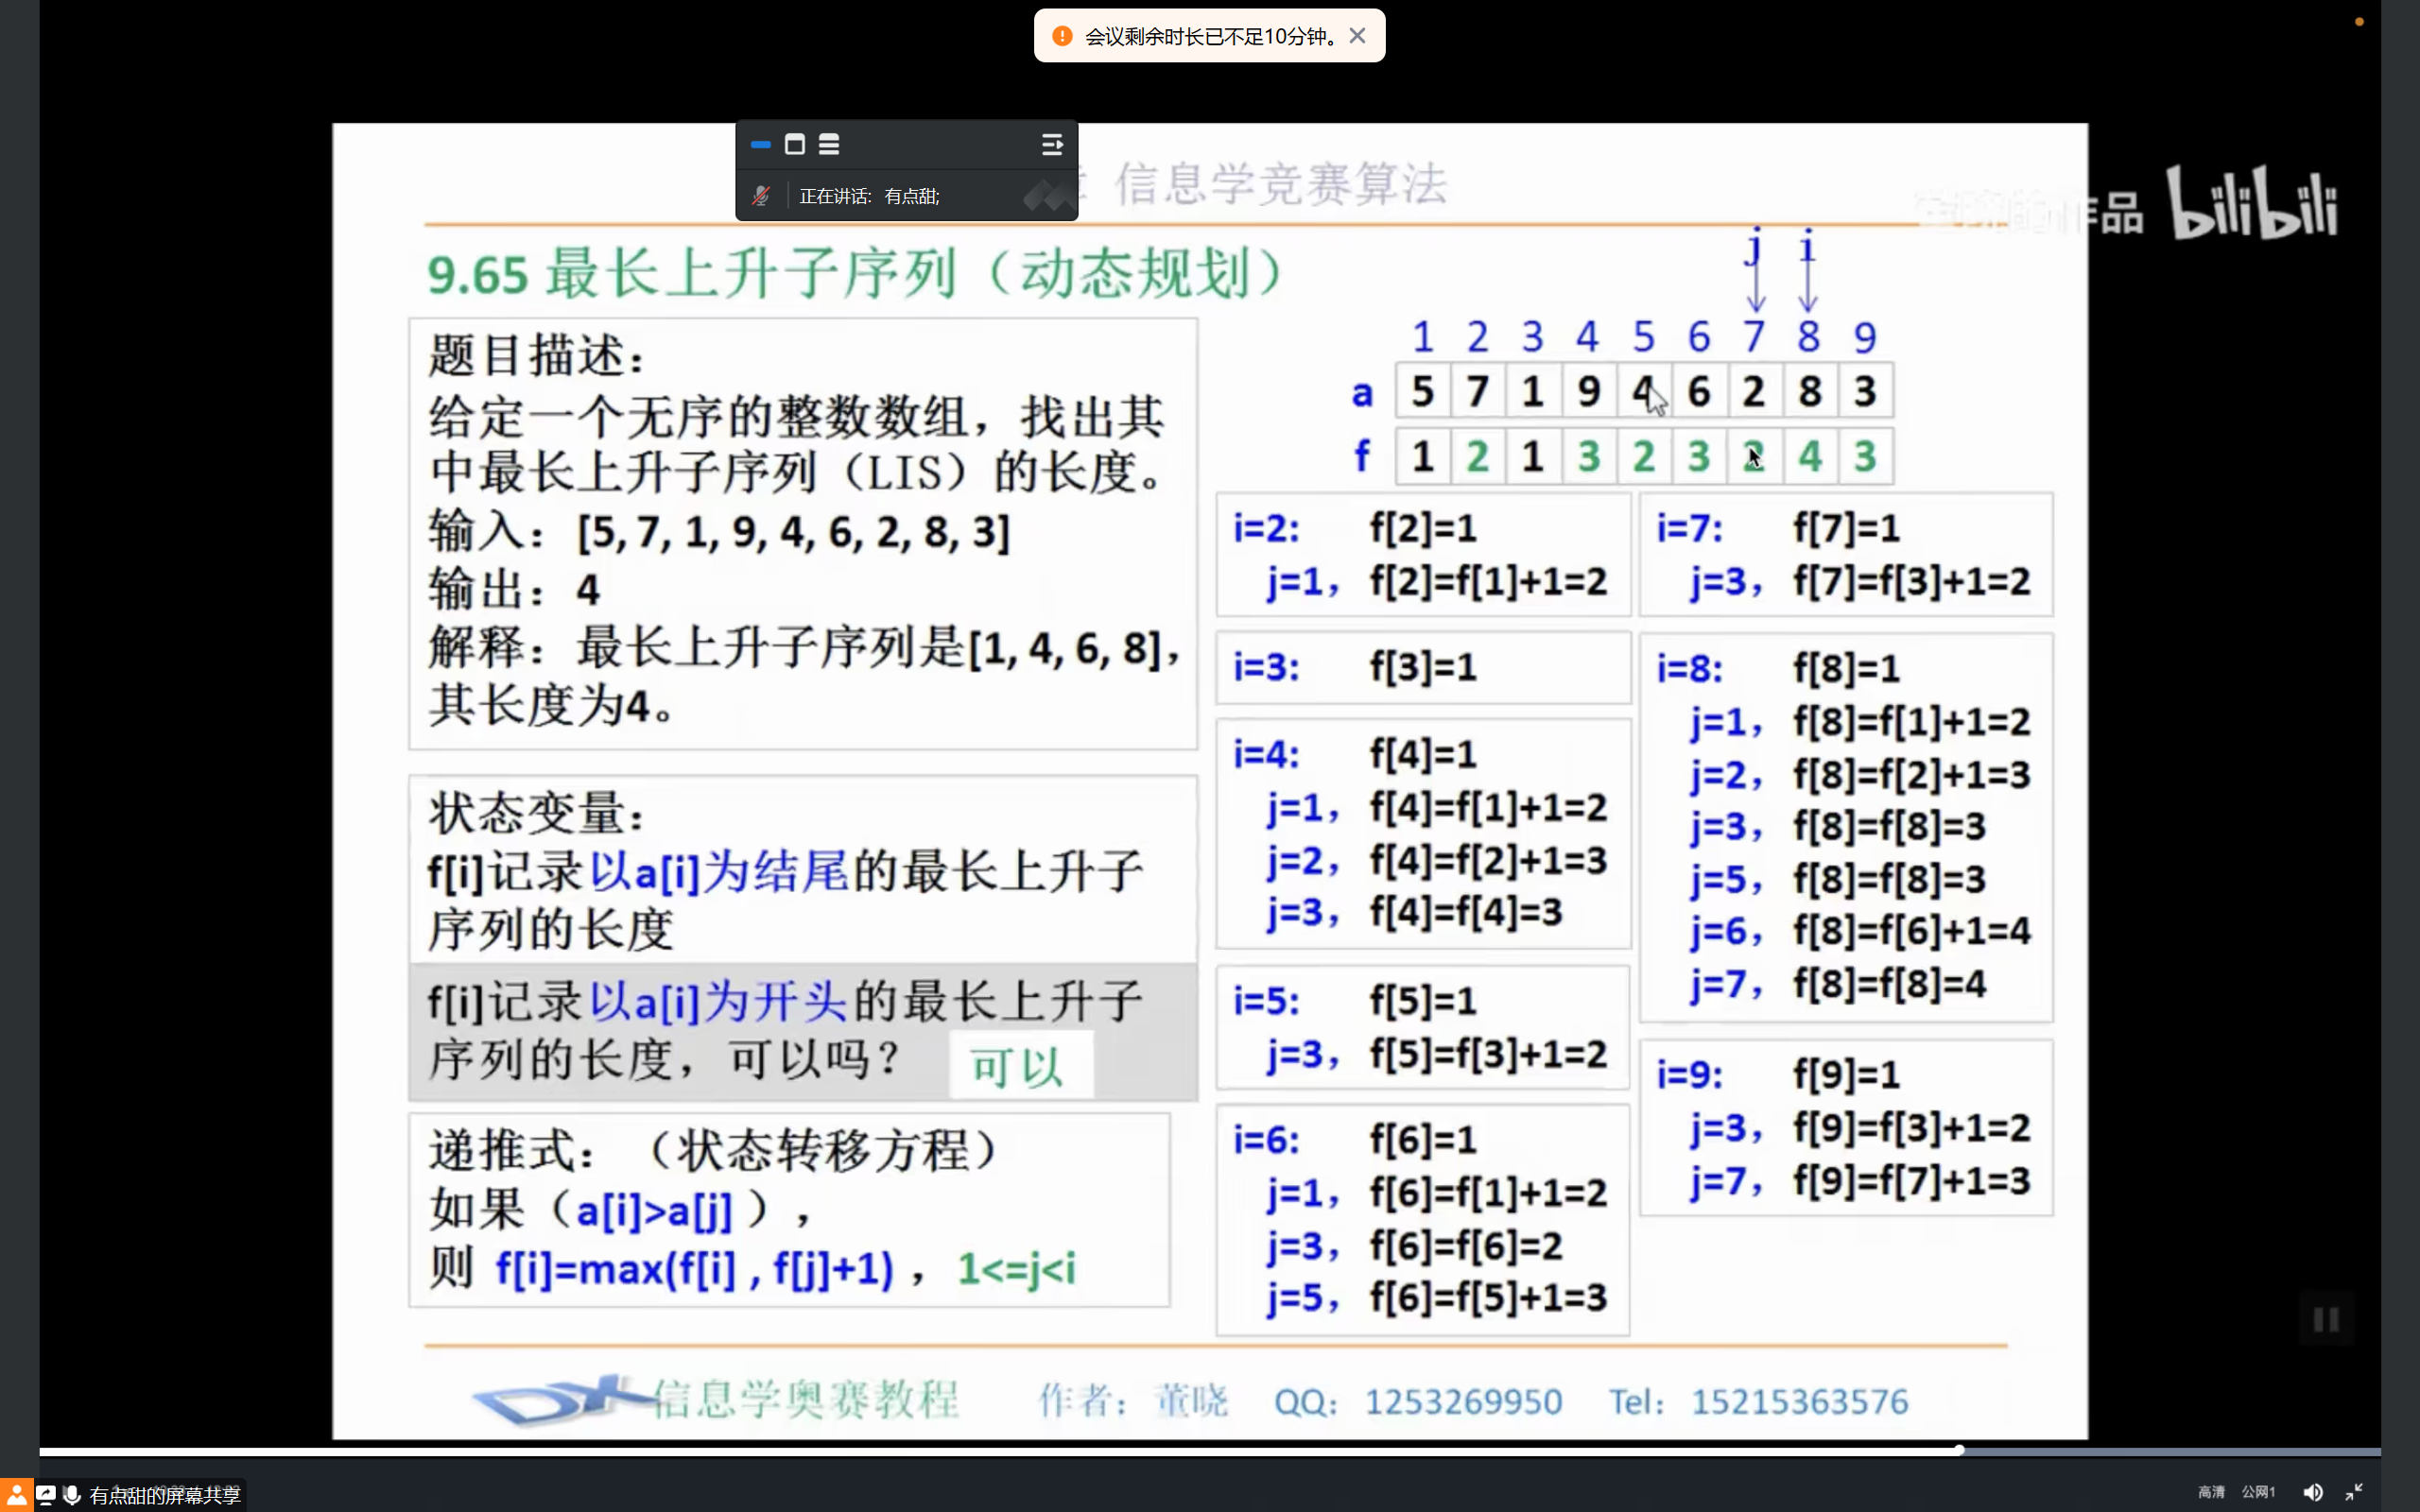 会议剩余时长已不足10分钟。
正在讲话: 有点甜;
信息学竞赛算法
作品 bilibili
9.65 最长上升子序列（动态规划）
题目描述：
给定一个无序的整数数组，找出其
中最长上升子序列（LIS）的长度。
输入：[5, 7, 1, 9, 4, 6, 2, 8, 3]
输出：4
解释：最长上升子序列是[1, 4, 6, 8]，
其长度为4。
状态变量：
f[i]记录以a[i]为结尾的最长上升子
序列的长度
f[i]记录以a[i]为开头的最长上升子
序列的长度，可以吗？ 可以
递推式：（状态转移方程）
如果（a[i]>a[j]），
则 f[i]=max(f[i] , f[j]+1) ， 1<=j<i
j i
1 2 3 4 5 6 7 8 9
a 5 7 1 9 4 6 2 8 3
f 1 2 1 3 2 3 2 4 3
i=2: f[2]=1
j=1， f[2]=f[1]+1=2
i=3: f[3]=1
i=4: f[4]=1
j=1， f[4]=f[1]+1=2
j=2， f[4]=f[2]+1=3
j=3， f[4]=f[4]=3
i=5: f[5]=1
j=3， f[5]=f[3]+1=2
i=6: f[6]=1
j=1， f[6]=f[1]+1=2
j=3， f[6]=f[6]=2
j=5， f[6]=f[5]+1=3
i=7: f[7]=1
j=3， f[7]=f[3]+1=2
i=8: f[8]=1
j=1， f[8]=f[1]+1=2
j=2， f[8]=f[2]+1=3
j=3， f[8]=f[8]=3
j=5， f[8]=f[8]=3
j=6， f[8]=f[6]+1=4
j=7， f[8]=f[8]=4
i=9: f[9]=1
j=3， f[9]=f[3]+1=2
j=7， f[9]=f[7]+1=3
信息学奥赛教程 作者：董晓 QQ：1253269950 Tel：15215363576
有点甜的屏幕共享
高清 公网1